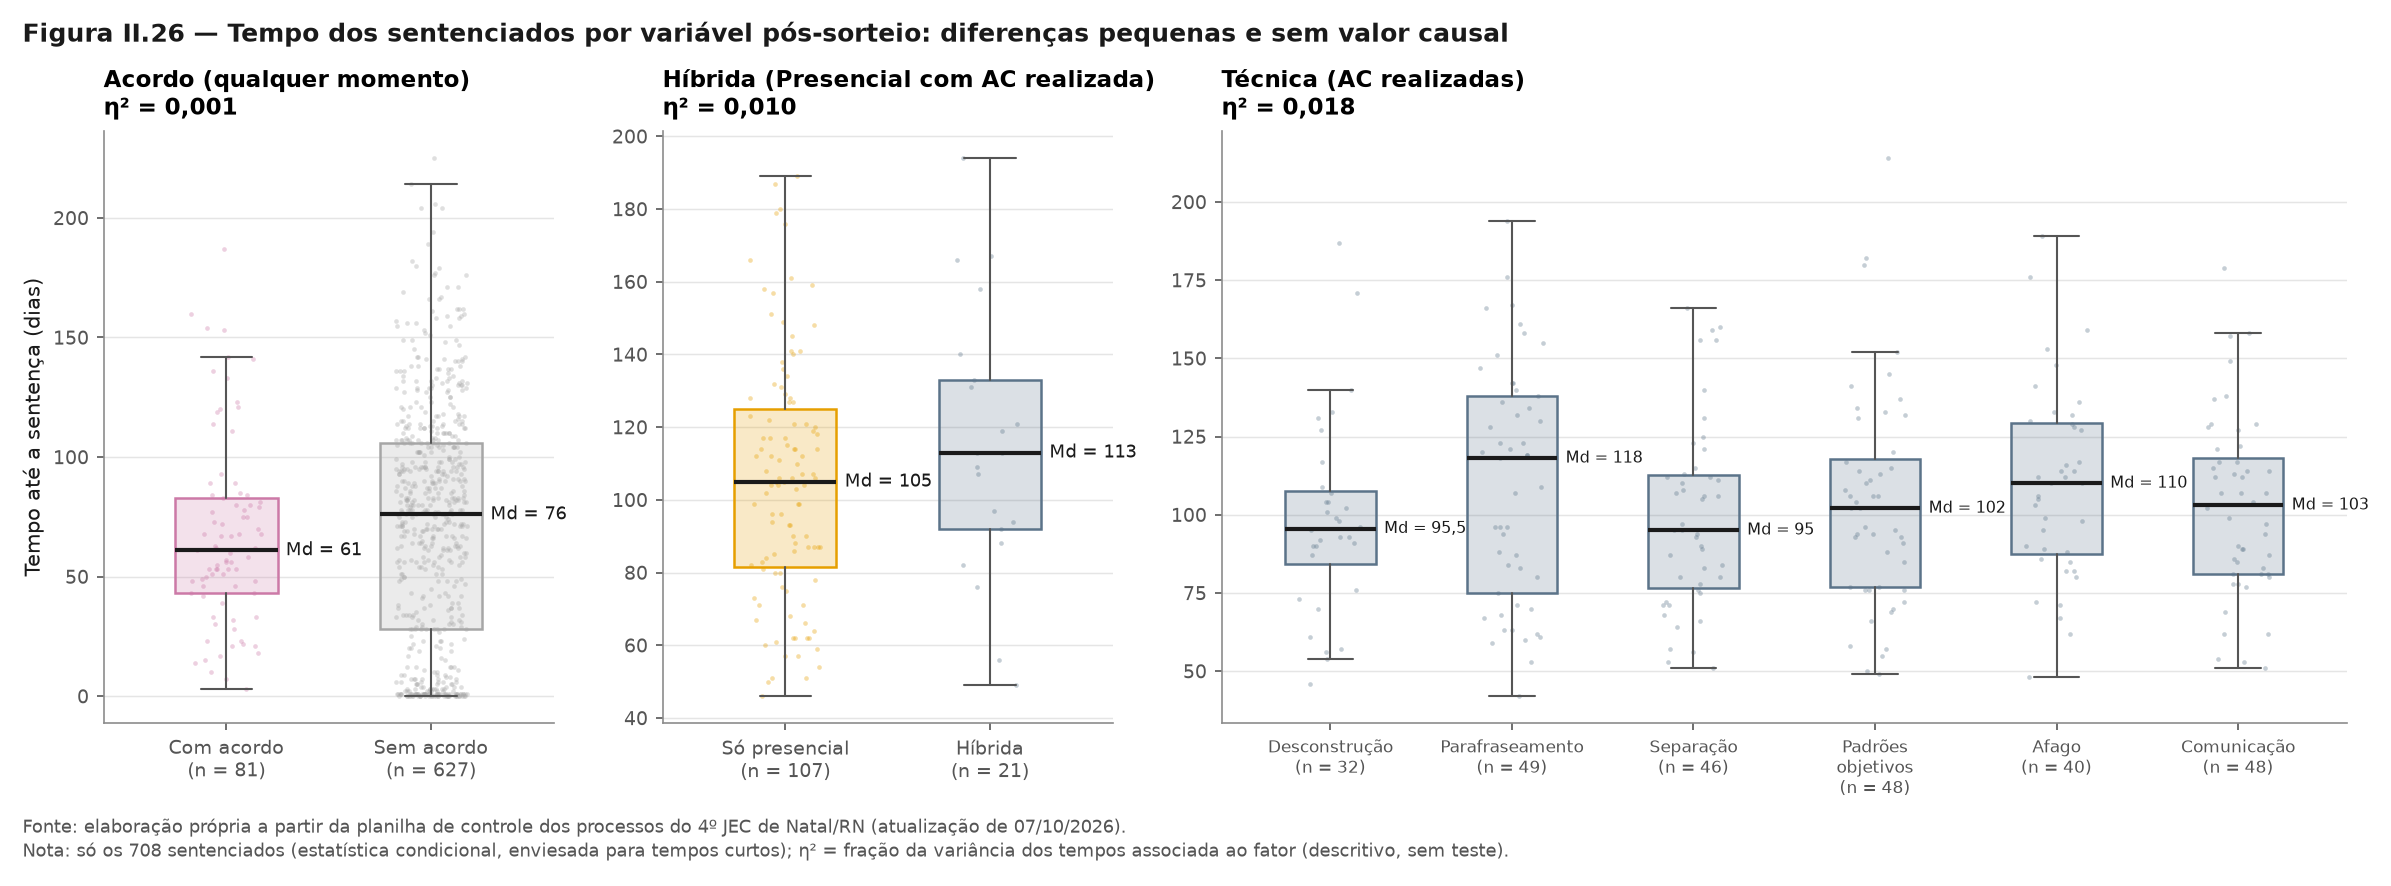 Figura II.26 — Tempo dos sentenciados por variável pós-sorteio: diferenças pequenas e sem valor causal
Acordo (qualquer momento)
η² = 0,001
Tempo até a sentença (dias)
200
150
100
50
0
Md = 61
Md = 76
Com acordo
(n = 81)
Sem acordo
(n = 627)
Híbrida (Presencial com AC realizada)
η² = 0,010
200
180
160
140
120
100
80
60
40
Md = 105
Md = 113
Só presencial
(n = 107)
Híbrida
(n = 21)
Técnica (AC realizadas)
η² = 0,018
200
175
150
125
100
75
50
Md = 95,5
Md = 118
Md = 95
Md = 102
Md = 110
Md = 103
Desconstrução
(n = 32)
Parafraseamento
(n = 49)
Separação
(n = 46)
Padrões
objetivos
(n = 48)
Afago
(n = 40)
Comunicação
(n = 48)
Fonte: elaboração própria a partir da planilha de controle dos processos do 4º JEC de Natal/RN (atualização de 07/10/2026).
Nota: só os 708 sentenciados (estatística condicional, enviesada para tempos curtos); η² = fração da variância dos tempos associada ao fator (descritivo, sem teste).